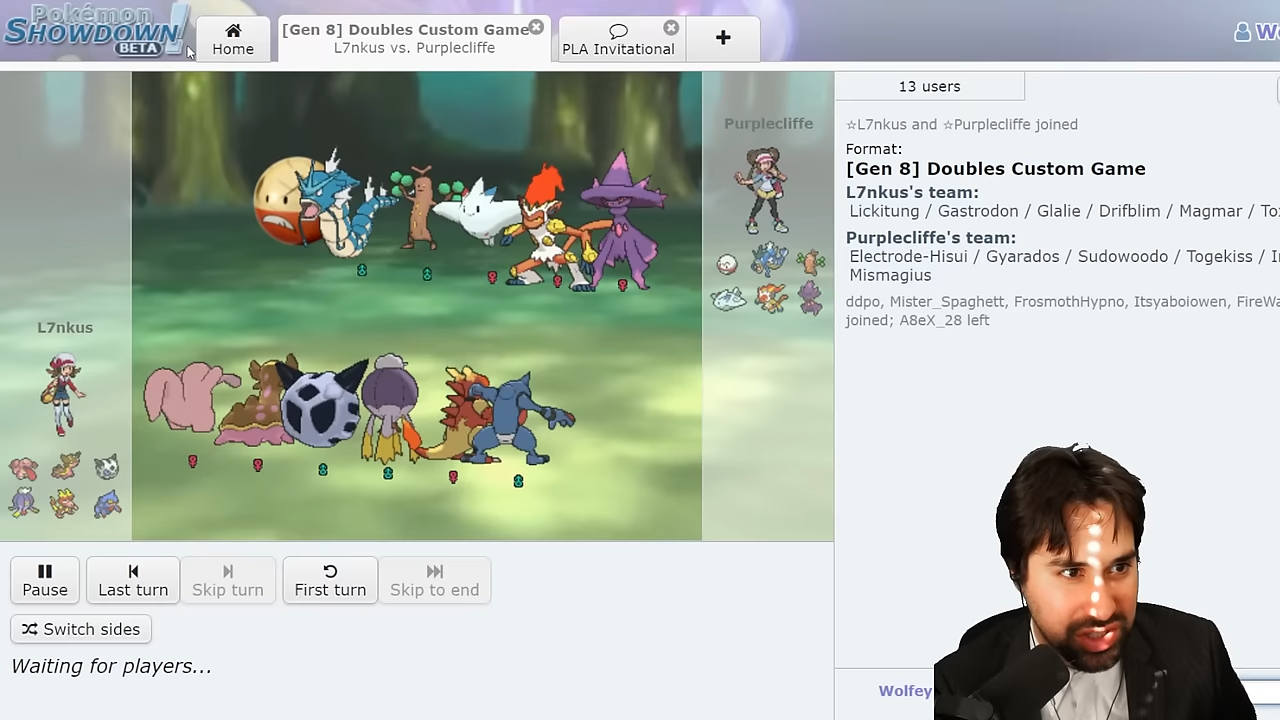 Pokémon
SHOWDOWN!
BETA
Home
[Gen 8] Doubles Custom Game
L7nkus vs. Purplecliffe
PLA Invitational
13 users
☆L7nkus and ☆Purplecliffe joined
Format:
[Gen 8] Doubles Custom Game
L7nkus's team:
Lickitung / Gastrodon / Glalie / Drifblim / Magmar /
Purplecliffe's team:
Electrode-Hisui / Gyarados / Sudowoodo / Togekiss /
Mismagius
ddpo, Mister_Spaghett, FrosmothHypno, Itsyaboiowen,
joined; A8eX_28 left
Purplecliffe
L7nkus
Pause
Last turn
Skip turn
First turn
Skip to end
Switch sides
Waiting for players...
Wolfey